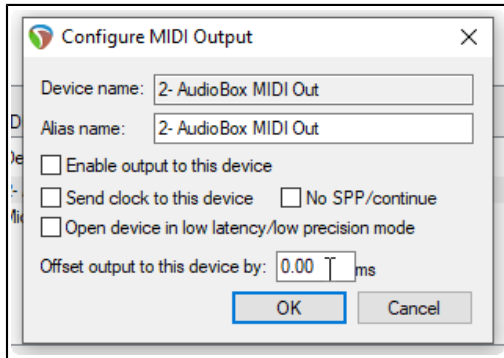 Configure MIDI Output
Device name: 2- AudioBox MIDI Out
Alias name: 2- AudioBox MIDI Out
Enable output to this device
Send clock to this device No SPP/continue
Open device in low latency/low precision mode
Offset output to this device by: 0.00 ms
OK Cancel